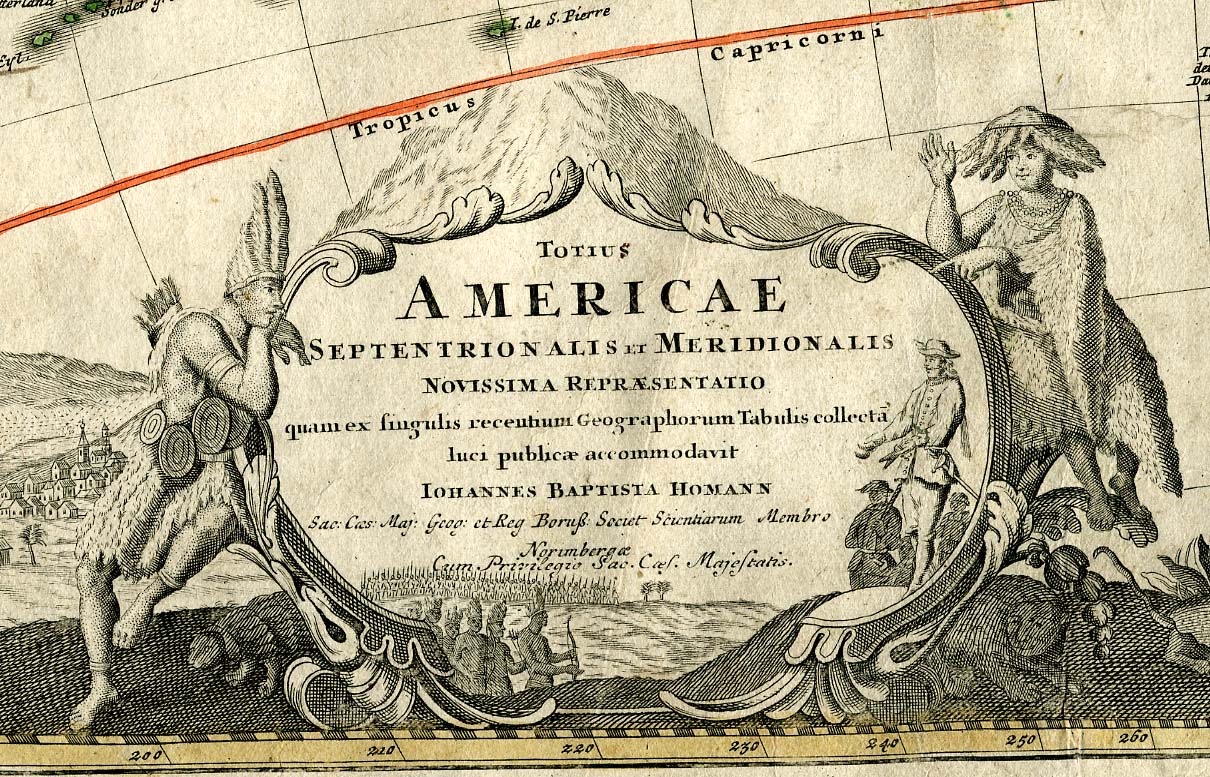 I. de S. Pierre
Tropicus Capricorni
TOTIUS
AMERICAE
SEPTENTRIONALIS ET MERIDIONALIS
NOVISSIMA REPRÆSENTATIO
quam ex ſingulis recentium Geographorum Tabulis collecta
luci publicæ accommodavit
IOHANNES BAPTISTA HOMANN
Sac: Cæs: Maj: Geog: et Reg Boruß: Societ Scientiarum Membro
Norimbergæ
Cum Privilegio Sac. Cæſ. Majeſtatis.
200 210 220 230 240 250 260